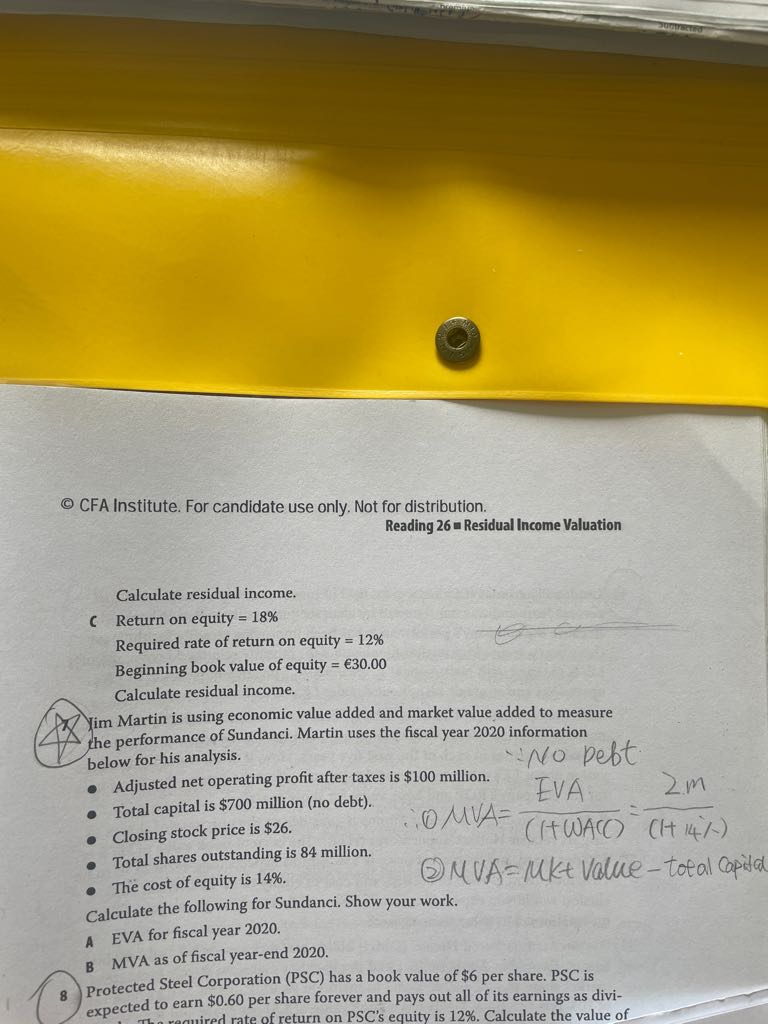 premium
Subtracted
© CFA Institute. For candidate use only. Not for distribution.
Reading 26 ■ Residual Income Valuation
Calculate residual income.
C Return on equity = 18%
Required rate of return on equity = 12%
Beginning book value of equity = €30.00
Calculate residual income.
7 Jim Martin is using economic value added and market value added to measure
the performance of Sundanci. Martin uses the fiscal year 2020 information
below for his analysis.
∵ No Debt
• Adjusted net operating profit after taxes is $100 million.
• Total capital is $700 million (no debt).
• Closing stock price is $26.
• Total shares outstanding is 84 million.
• The cost of equity is 14%.
∴ ① MVA = EVA / (1+WACC) = 2m / (1+14%)
② MVA = Mkt Value - total Capital
Calculate the following for Sundanci. Show your work.
A EVA for fiscal year 2020.
B MVA as of fiscal year-end 2020.
8 Protected Steel Corporation (PSC) has a book value of $6 per share. PSC is
expected to earn $0.60 per share forever and pays out all of its earnings as divi-
The required rate of return on PSC's equity is 12%. Calculate the value of